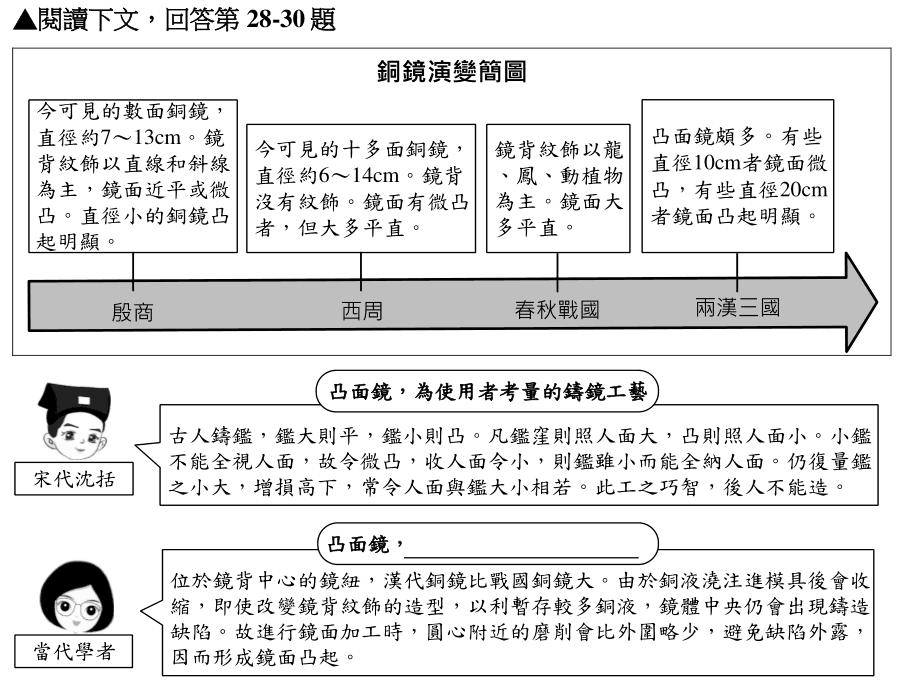 ▲閱讀下文，回答第 28-30 題
銅鏡演變簡圖
今可見的數面銅鏡，
直徑約7～13cm。鏡
背紋飾以直線和斜線
為主，鏡面近平或微
凸。直徑小的銅鏡凸
起明顯。
今可見的十多面銅鏡，
直徑約6～14cm。鏡背
沒有紋飾。鏡面有微凸
者，但大多平直。
鏡背紋飾以龍
、鳳、動植物
為主。鏡面大
多平直。
凸面鏡頗多。有些
直徑10cm者鏡面微
凸，有些直徑20cm
者鏡面凸起明顯。
殷商
西周
春秋戰國
兩漢三國
凸面鏡，為使用者考量的鑄鏡工藝
古人鑄鑑，鑑大則平，鑑小則凸。凡鑑窪則照人面大，凸則照人面小。小鑑
不能全視人面，故令微凸，收人面令小，則鑑雖小而能全納人面。仍復量鑑
之小大，增損高下，常令人面與鑑大小相若。此工之巧智，後人不能造。
宋代沈括
凸面鏡，
位於鏡背中心的鏡紐，漢代銅鏡比戰國銅鏡大。由於銅液澆注進模具後會收
縮，即使改變鏡背紋飾的造型，以利暫存較多銅液，鏡體中央仍會出現鑄造
缺陷。故進行鏡面加工時，圓心附近的磨削會比外圍略少，避免缺陷外露，
因而形成鏡面凸起。
當代學者